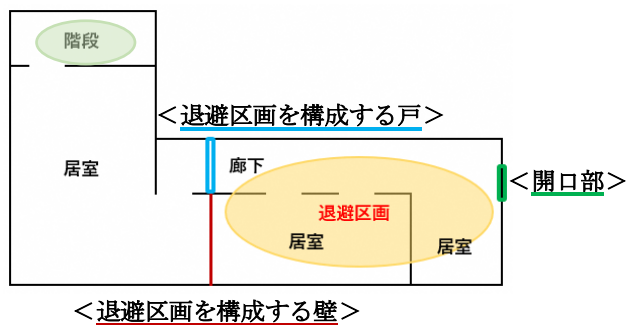 階段
＜退避区画を構成する戸＞
居室
廊下
＜開口部＞
退避区画
居室
居室
＜退避区画を構成する壁＞